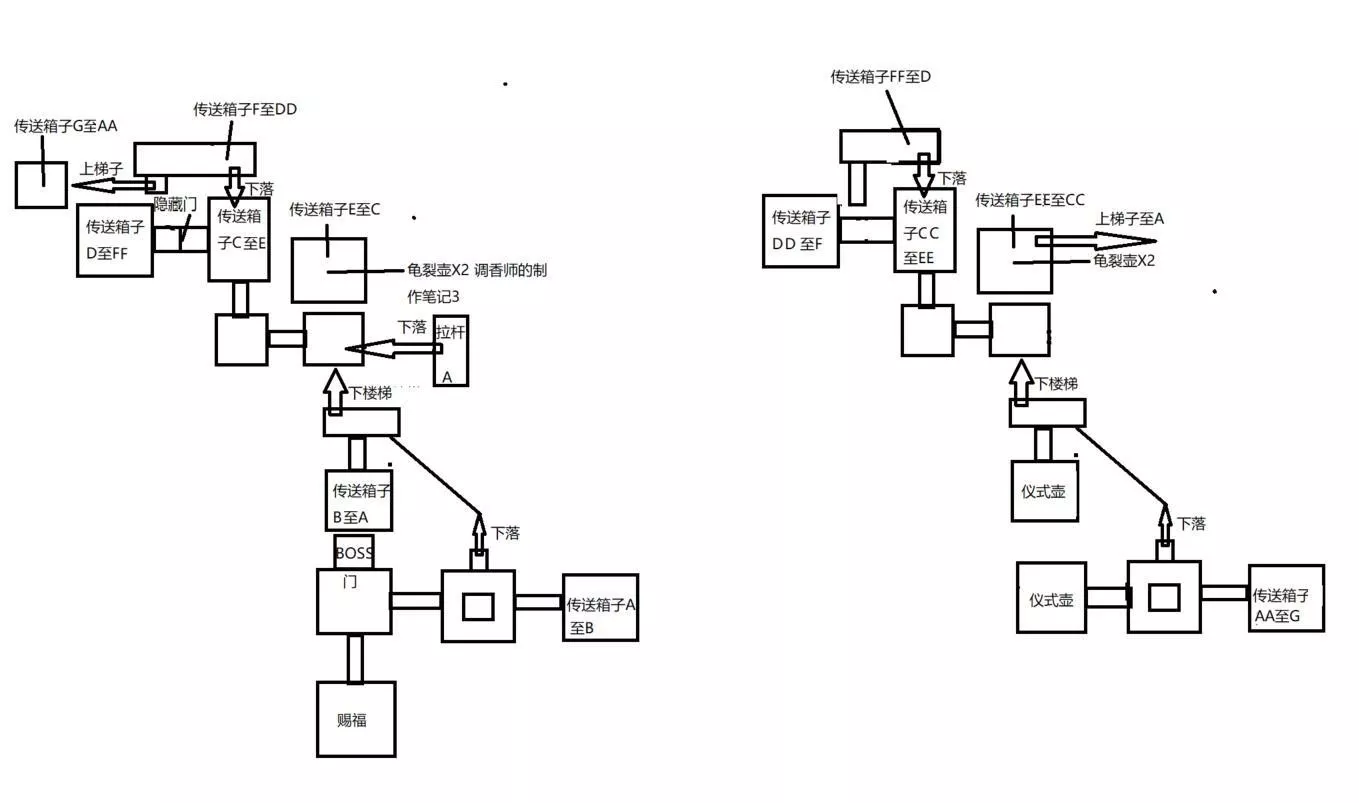 传送箱子G至AA
传送箱子F至DD
上梯子
下落
隐藏门
传送箱子
D至FF
传送箱
子C至E
传送箱子E至C
龟裂壶X2 调香师的制
作笔记3
下落
拉杆
A
下楼梯
传送箱子
B至A
下落
BOSS
门
传送箱子A
至B
赐福
传送箱子FF至D
下落
传送箱子
DD 至F
传送箱
子CC
至EE
传送箱子EE至CC
上梯子至A
龟裂壶X2
下楼梯
仪式壶
下落
仪式壶
传送箱子
AA至G